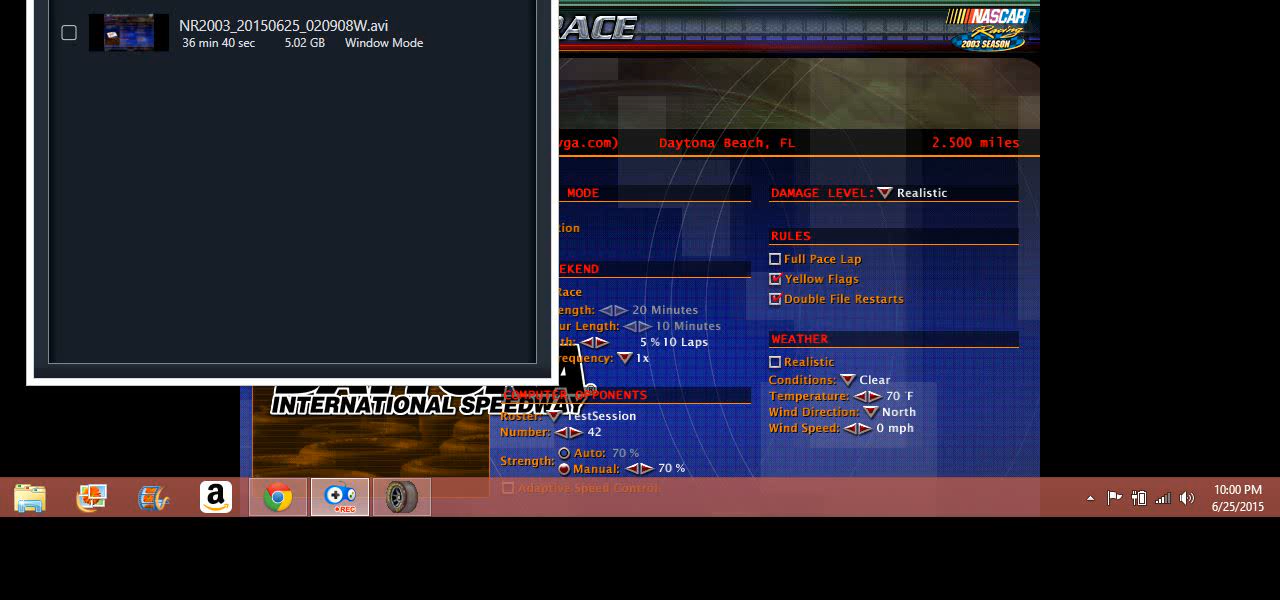 NR2003_20150625_020908W.avi
36 min 40 sec 5.02 GB Window Mode
RACE
NASCAR
Racing
2003 SEASON
vga.com) Daytona Beach, FL 2.500 miles
MODE
tion
EKEND
Race
ength: 20 Minutes
ur Length: 10 Minutes
th: 5 % 10 Laps
requency: 1x
INTERNATIONAL SPEEDWAY
COMPUTER OPPONENTS
Roster: TestSession
Number: 42
Strength: Auto: 70 %
Manual: 70 %
Adaptive Speed Control
DAMAGE LEVEL: Realistic
RULES
Full Pace Lap
Yellow Flags
Double File Restarts
WEATHER
Realistic
Conditions: Clear
Temperature: 70 °F
Wind Direction: North
Wind Speed: 0 mph
a
REC
10:00 PM
6/25/2015